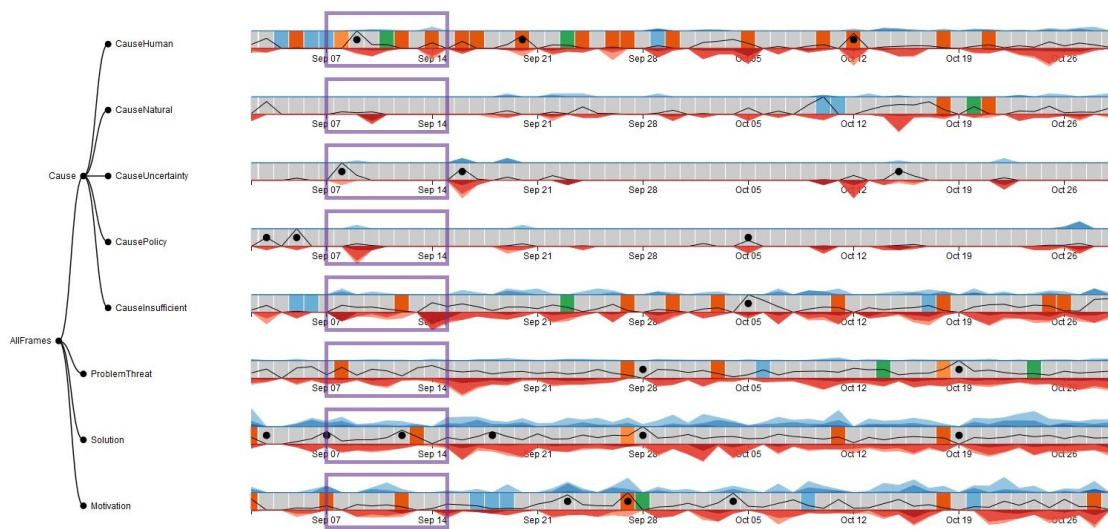 CauseHuman
Sep 07 Sep 14 Sep 21 Sep 28 Oct 05 Oct 12 Oct 19 Oct 26
CauseNatural
Sep 07 Sep 14 Sep 21 Sep 28 Oct 05 Oct 12 Oct 19 Oct 26
Cause CauseUncertainty
Sep 07 Sep 14 Sep 21 Sep 28 Oct 05 Oct 12 Oct 19 Oct 26
CausePolicy
Sep 07 Sep 14 Sep 21 Sep 28 Oct 05 Oct 12 Oct 19 Oct 26
CauseInsufficient
Sep 07 Sep 14 Sep 21 Sep 28 Oct 05 Oct 12 Oct 19 Oct 26
AllFrames
ProblemThreat
Sep 07 Sep 14 Sep 21 Sep 28 Oct 05 Oct 12 Oct 19 Oct 26
Solution
Sep 07 Sep 14 Sep 21 Sep 28 Oct 05 Oct 12 Oct 19 Oct 26
Motivation
Sep 07 Sep 14 Sep 21 Sep 28 Oct 05 Oct 12 Oct 19 Oct 26